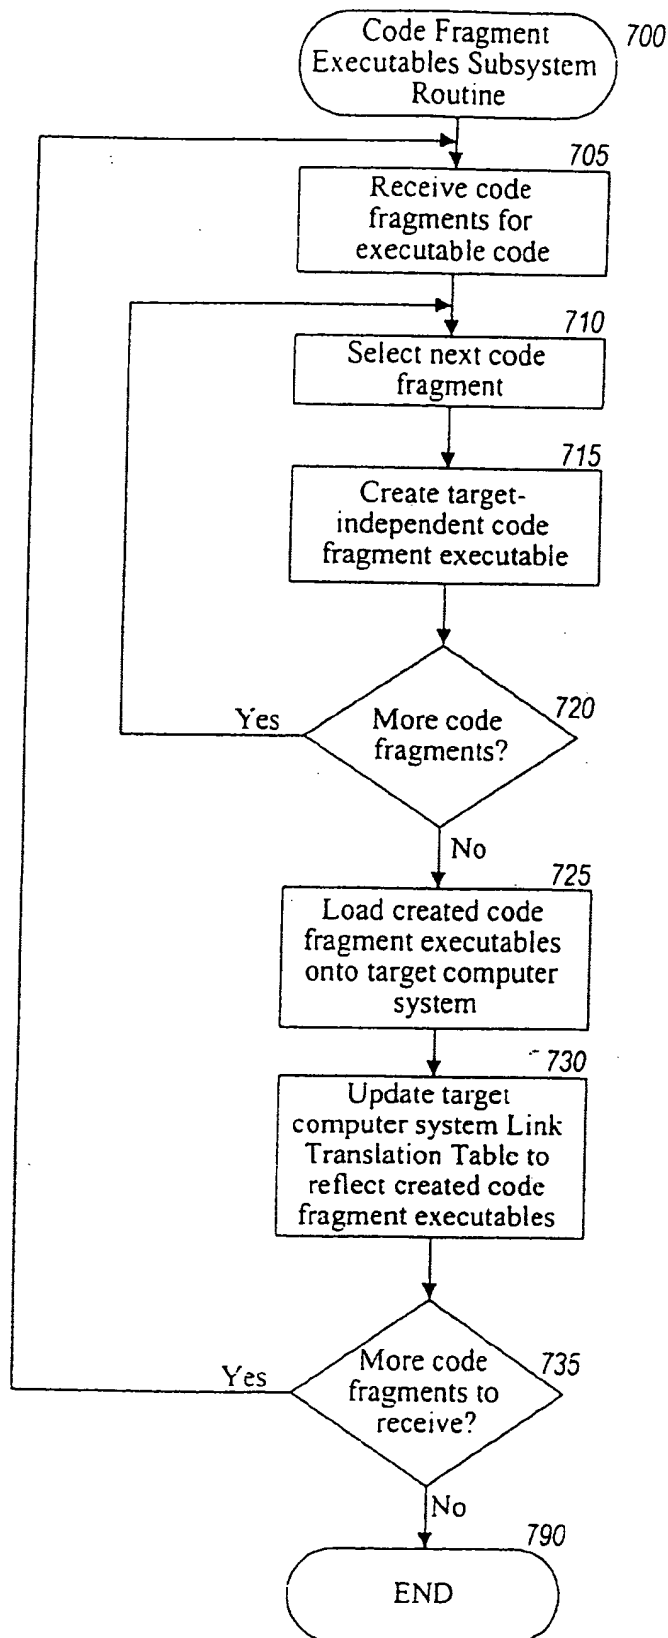 Code Fragment
Executables Subsystem
Routine
700
705
Receive code
fragments for
executable code
710
Select next code
fragment
715
Create target-
independent code
fragment executable
720
More code
fragments?
Yes
No
725
Load created code
fragment executables
onto target computer
system
730
Update target
computer system Link
Translation Table to
reflect created code
fragment executables
735
More code
fragments to
receive?
Yes
No
790
END